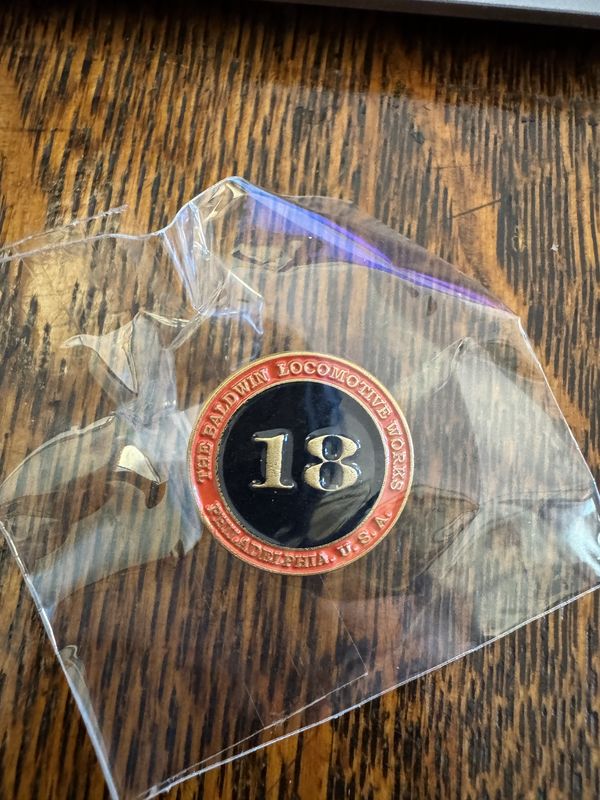 THE BALDWIN LOCOMOTIVE WORKS
18
PHILADELPHIA, U. S. A.